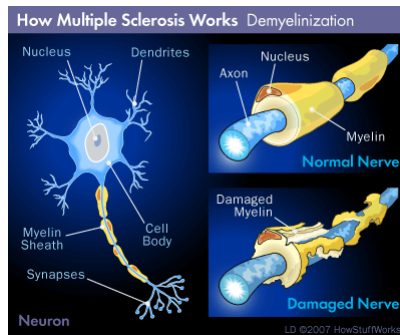 How Multiple Sclerosis Works Demyelinization
Nucleus
Dendrites
Myelin
Sheath
Cell
Body
Synapses
Neuron
Nucleus
Axon
Myelin
Normal Nerve
Damaged
Myelin
Damaged Nerve
LD ©2007 HowStuffWorks